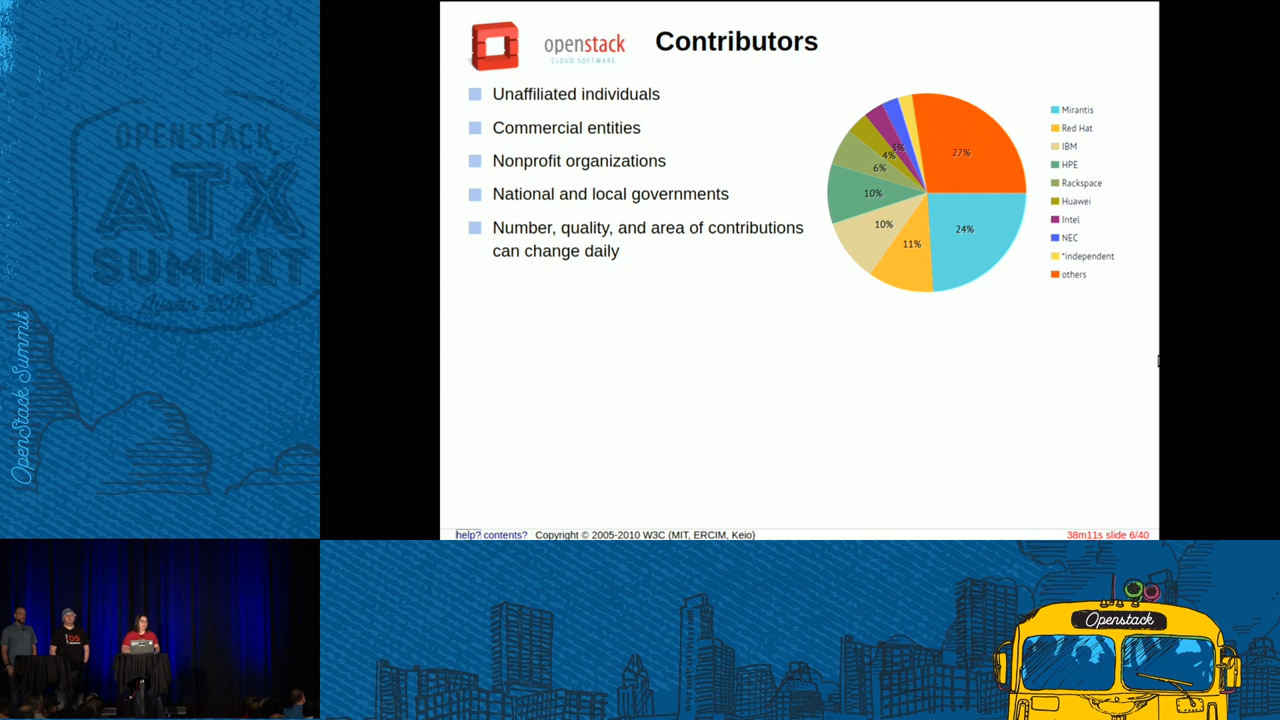 OPENSTACK
SUMMIT
Austin
OpenStack Summit
openstack
CLOUD SOFTWARE
Contributors
Unaffiliated individuals
Commercial entities
Nonprofit organizations
National and local governments
Number, quality, and area of contributions
can change daily
27%
3%
4%
6%
10%
10%
11%
24%
Mirantis
Red Hat
IBM
HPE
Rackspace
Huawei
Intel
NEC
*independent
others
help? contents? Copyright © 2005-2010 W3C (MIT, ERCIM, Keio)
38m11s slide 6/40
OS
Openstack